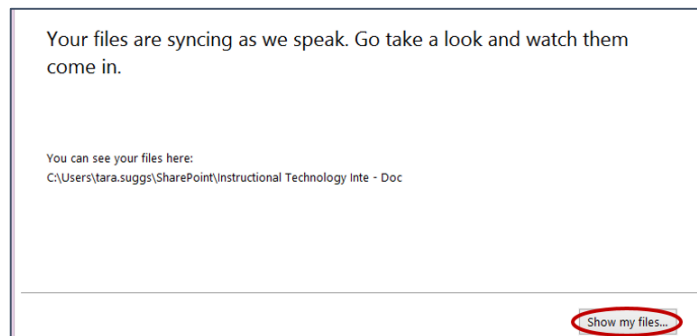 Your files are syncing as we speak. Go take a look and watch them
come in.
You can see your files here:
C:\Users\tara.suggs\SharePoint\Instructional Technology Inte - Doc
Show my files...